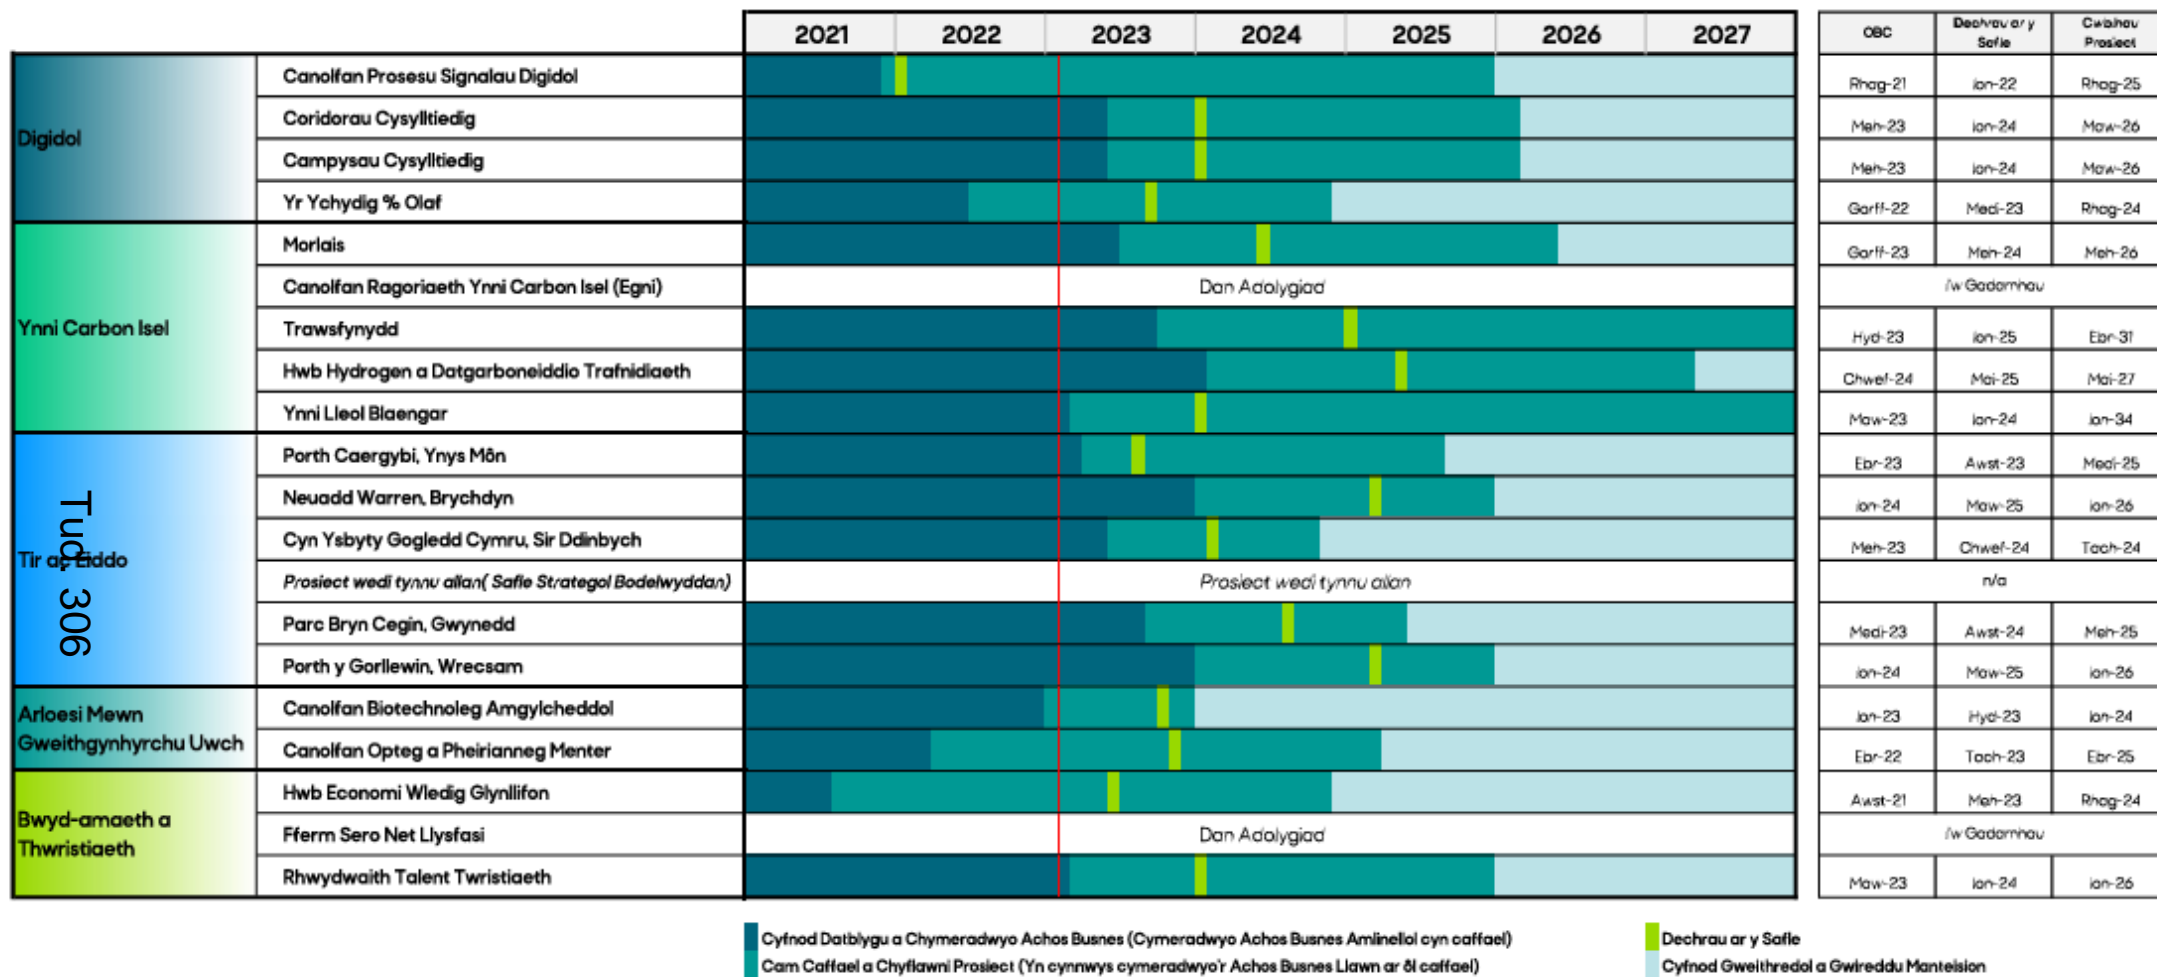 2021 2022 2023 2024 2025 2026 2027 OBC Dechrau ar y Safle Cwblhau Prosiect
Digidol
Canolfan Prosesu Signalau Digidol Rhag-21 Ion-22 Rhag-25
Coridorau Cysylltiedig Meh-23 Ion-24 Maw-26
Campysau Cysylltiedig Meh-23 Ion-24 Maw-26
Yr Ychydig % Olaf Gorff-22 Medi-23 Rhag-24
Ynni Carbon Isel
Morlais Gorff-23 Meh-24 Meh-26
Canolfan Ragoriaeth Ynni Carbon Isel (Egni) Dan Adolygiad i'w Gadarnhau
Trawsfynydd Hyd-23 Ion-25 Ebr-31
Hwb Hydrogen a Datgarboneiddio Trafnidiaeth Chwef-24 Mai-25 Mai-27
Ynni Lleol Blaengar Maw-23 Ion-24 Ion-34
Tir ac Eiddo
Tud. 306
Porth Caergybi, Ynys Môn Ebr-23 Awst-23 Medi-25
Neuadd Warren, Brychdyn Ion-24 Maw-25 Ion-26
Cyn Ysbyty Gogledd Cymru, Sir Ddinbych Meh-23 Chwef-24 Tach-24
Prosiect wedi tynnu allan( Safle Strategol Bodelwyddan) Prosiect wedi tynnu allan n/a
Parc Bryn Cegin, Gwynedd Medi-23 Awst-24 Meh-25
Porth y Gorllewin, Wrecsam Ion-24 Maw-25 Ion-26
Arloesi Mewn
Gweithgynhyrchu Uwch
Canolfan Biotechnoleg Amgylcheddol Ion-23 Hyd-23 Ion-24
Canolfan Opteg a Pheirianneg Menter Ebr-22 Tach-23 Ebr-25
Bwyd-amaeth a
Thwristiaeth
Hwb Economi Wledig Glynllifon Awst-21 Meh-23 Rhag-24
Fferm Sero Net Llysfasi Dan Adolygiad i'w Gadarnhau
Rhwydwaith Talent Twristiaeth Maw-23 Ion-24 Ion-26
Cyfnod Datblygu a Chymeradwyo Achos Busnes (Cymeradwyo Achos Busnes Amlinellol cyn caffael)
Cam Caffael a Chyflawni Prosiect (Yn cynnwys cymeradwyo'r Achos Busnes Llawn ar ôl caffael)
Dechrau ar y Safle
Cyfnod Gweithredol a Gwireddu Manteision